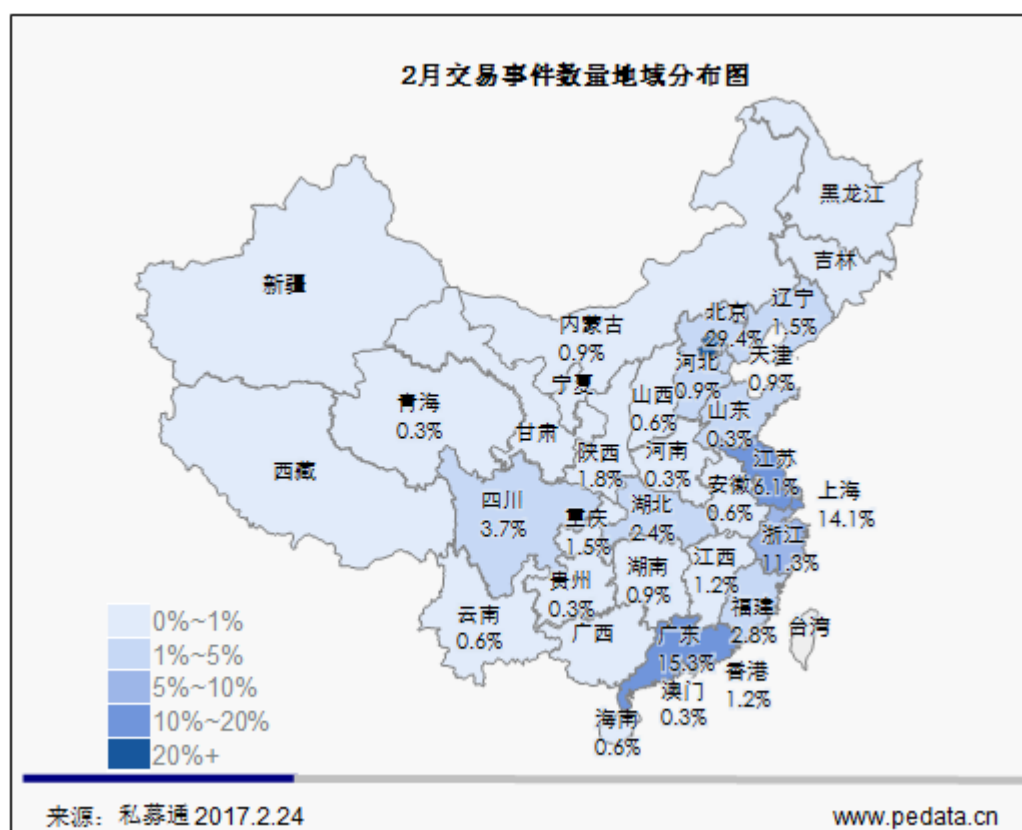 2月交易事件数量地域分布图
黑龙江
吉林
新疆
辽宁
1.5%
北京
29.4%
内蒙古
0.9%
天津
0.9%
河北
0.9%
宁夏
山西
0.6%
青海
0.3%
山东
0.3%
甘肃
陕西
1.8%
河南
0.3%
江苏
6.1%
西藏
安徽
0.6%
上海
14.1%
四川
3.7%
湖北
2.4%
重庆
1.5%
浙江
11.3%
江西
1.2%
湖南
0.9%
贵州
0.3%
福建
2.8%
云南
0.6%
广西
广东
15.3%
台湾
香港
1.2%
澳门
0.3%
海南
0.6%
0%~1%
1%~5%
5%~10%
10%~20%
20%+
来源：私募通 2017.2.24
www.pedata.cn